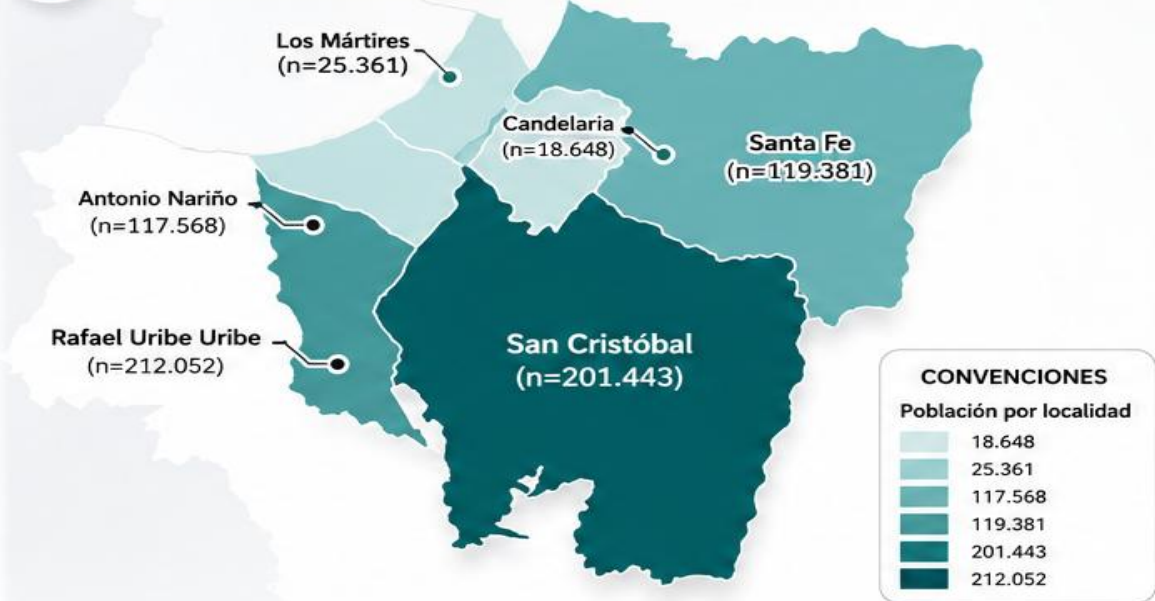 Los Mártires
(n=25.361)
Candelaria
(n=18.648)
Santa Fe
(n=119.381)
Antonio Nariño
(n=117.568)
Rafael Uribe Uribe
(n=212.052)
San Cristóbal
(n=201.443)
CONVENCIONES
Población por localidad
18.648
25.361
117.568
119.381
201.443
212.052